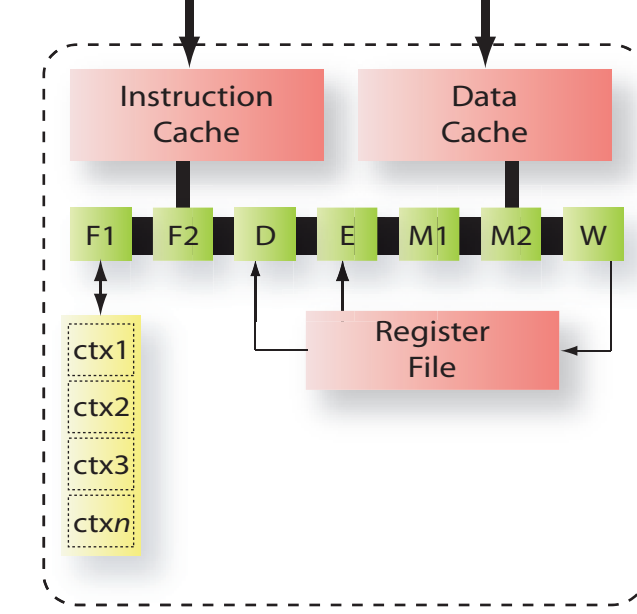 Instruction
Cache
Data
Cache
F1 F2 D E M1 M2 W
Register
File
ctx1
ctx2
ctx3
ctxn